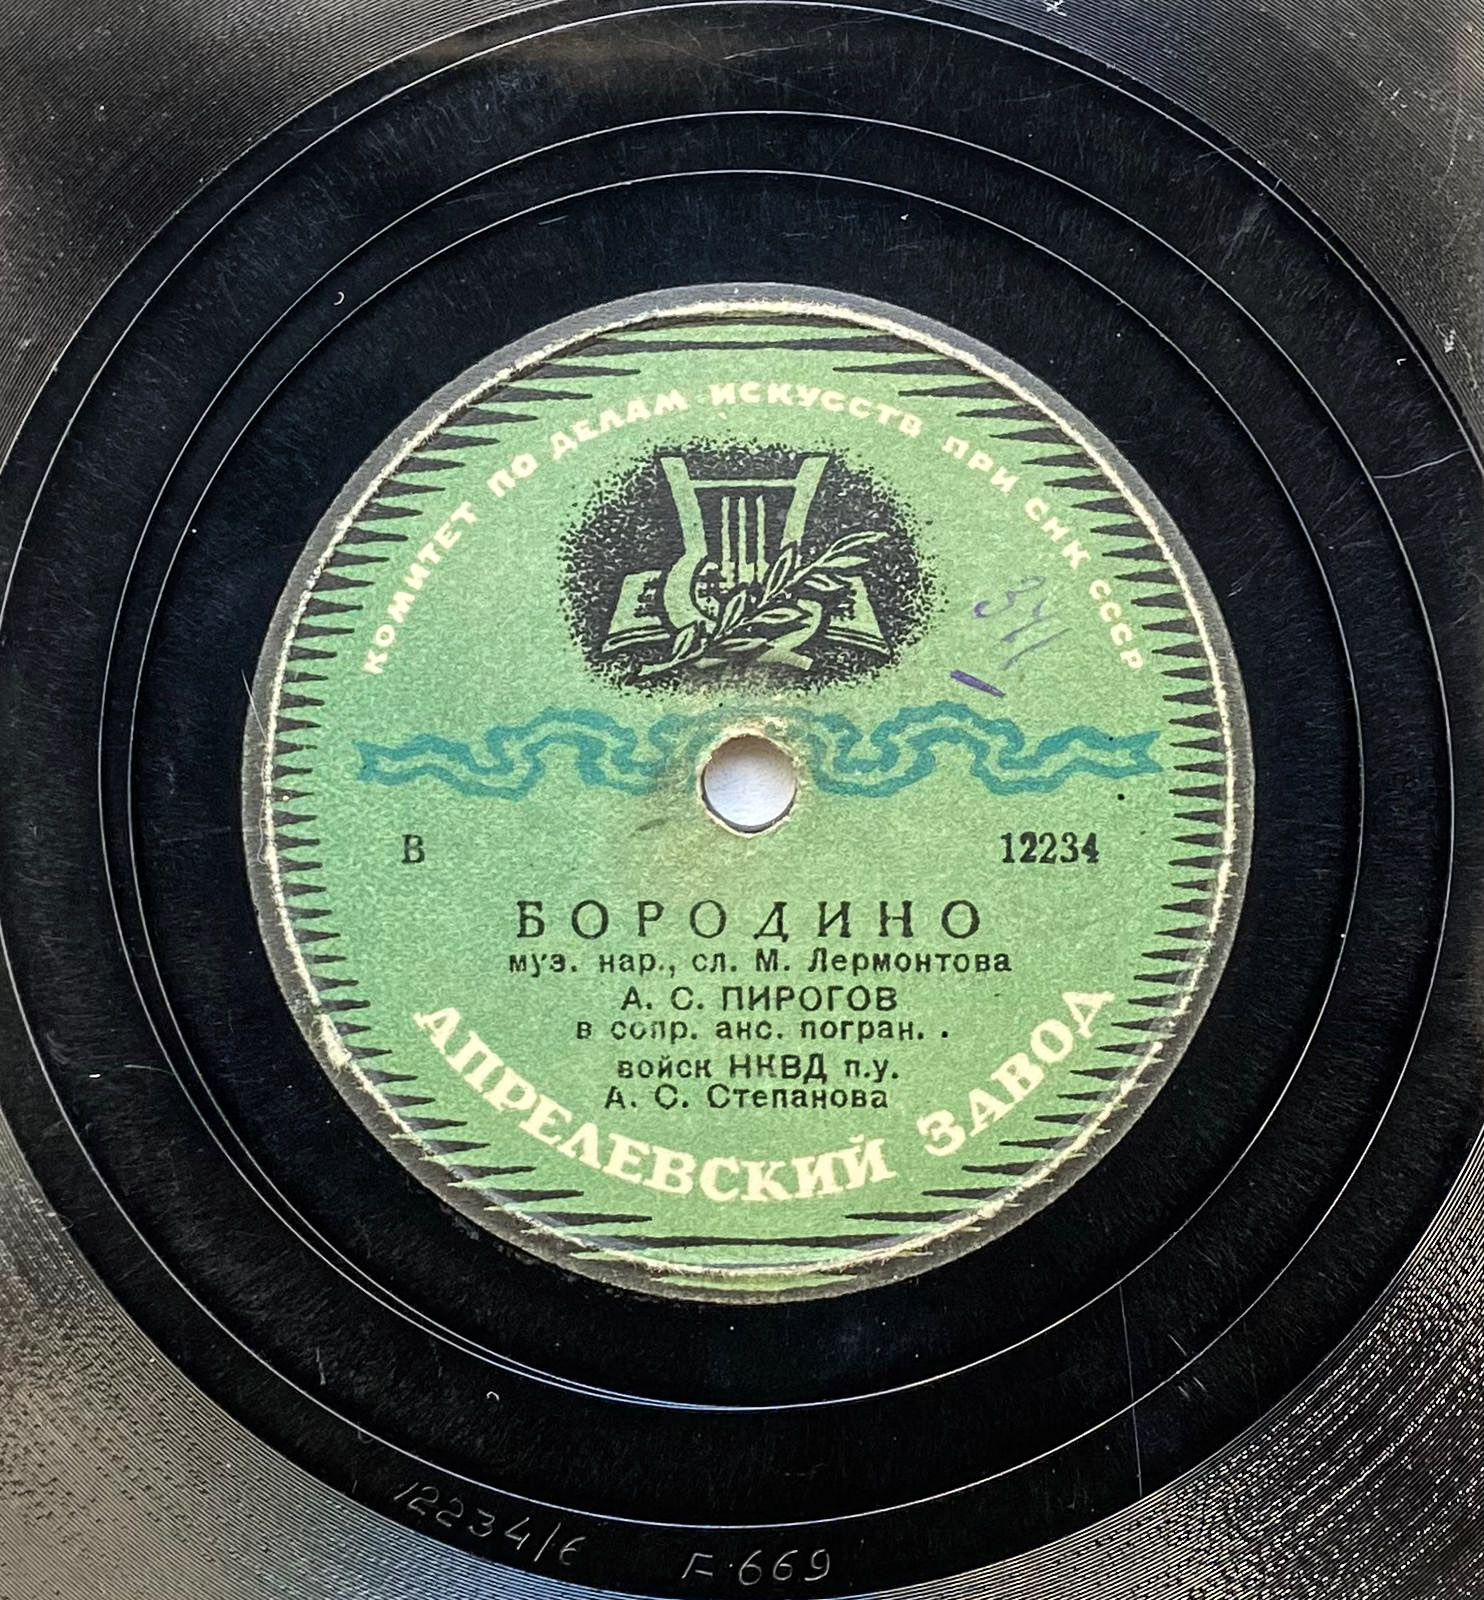 КОМИТЕТ ПО ДЕЛАМ ИСКУССТВ ПРИ СНК СССР
В 12234
БОРОДИНО
муз. нар., сл. М. Лермонтова
А. С. ПИРОГОВ
в сопр. анс. погран.
войск НКВД п.у.
А. С. Степанова
АПРЕЛЕВСКИЙ ЗАВОД
12234/6 Г-669